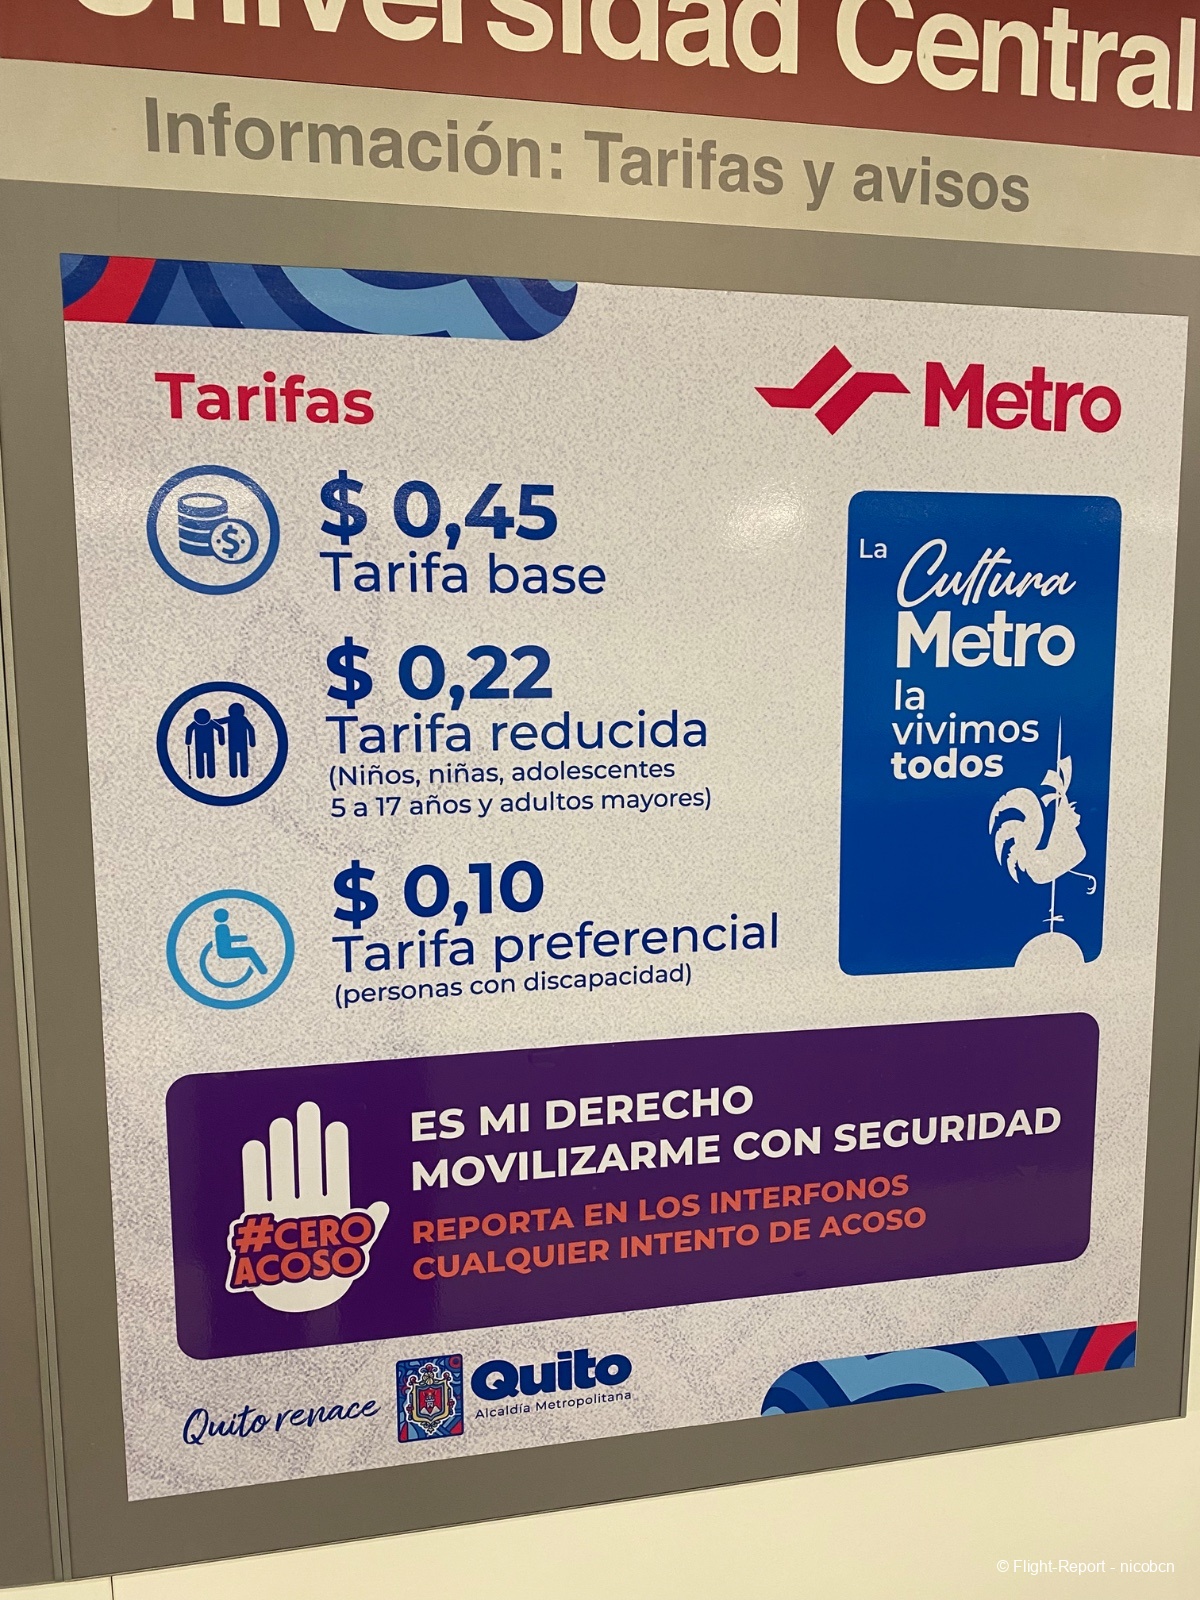 Universidad Central
Información: Tarifas y avisos
Tarifas
Metro
$ 0,45
Tarifa base
$ 0,22
Tarifa reducida
(Niños, niñas, adolescentes
5 a 17 años y adultos mayores)
$ 0,10
Tarifa preferencial
(personas con discapacidad)
La
Cultura
Metro
la
vivimos
todos
ES MI DERECHO
MOVILIZARME CON SEGURIDAD
REPORTA EN LOS INTERFONOS
CUALQUIER INTENTO DE ACOSO
#CERO
ACOSO
Quito renace
Quito
Alcaldía Metropolitana
© Flight-Report - nicobcn